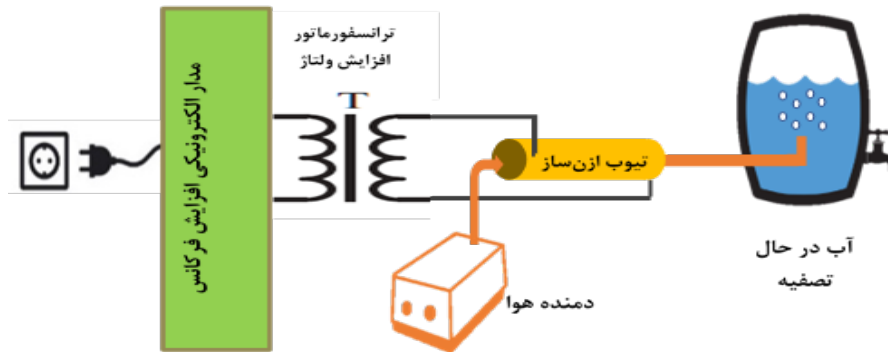 مدار الکترونیکی افزایش فرکانس
ترانسفورماتور
افزایش ولتاژ
T
تیوب ازن‌ساز
دمنده هوا
آب در حال
تصفیه